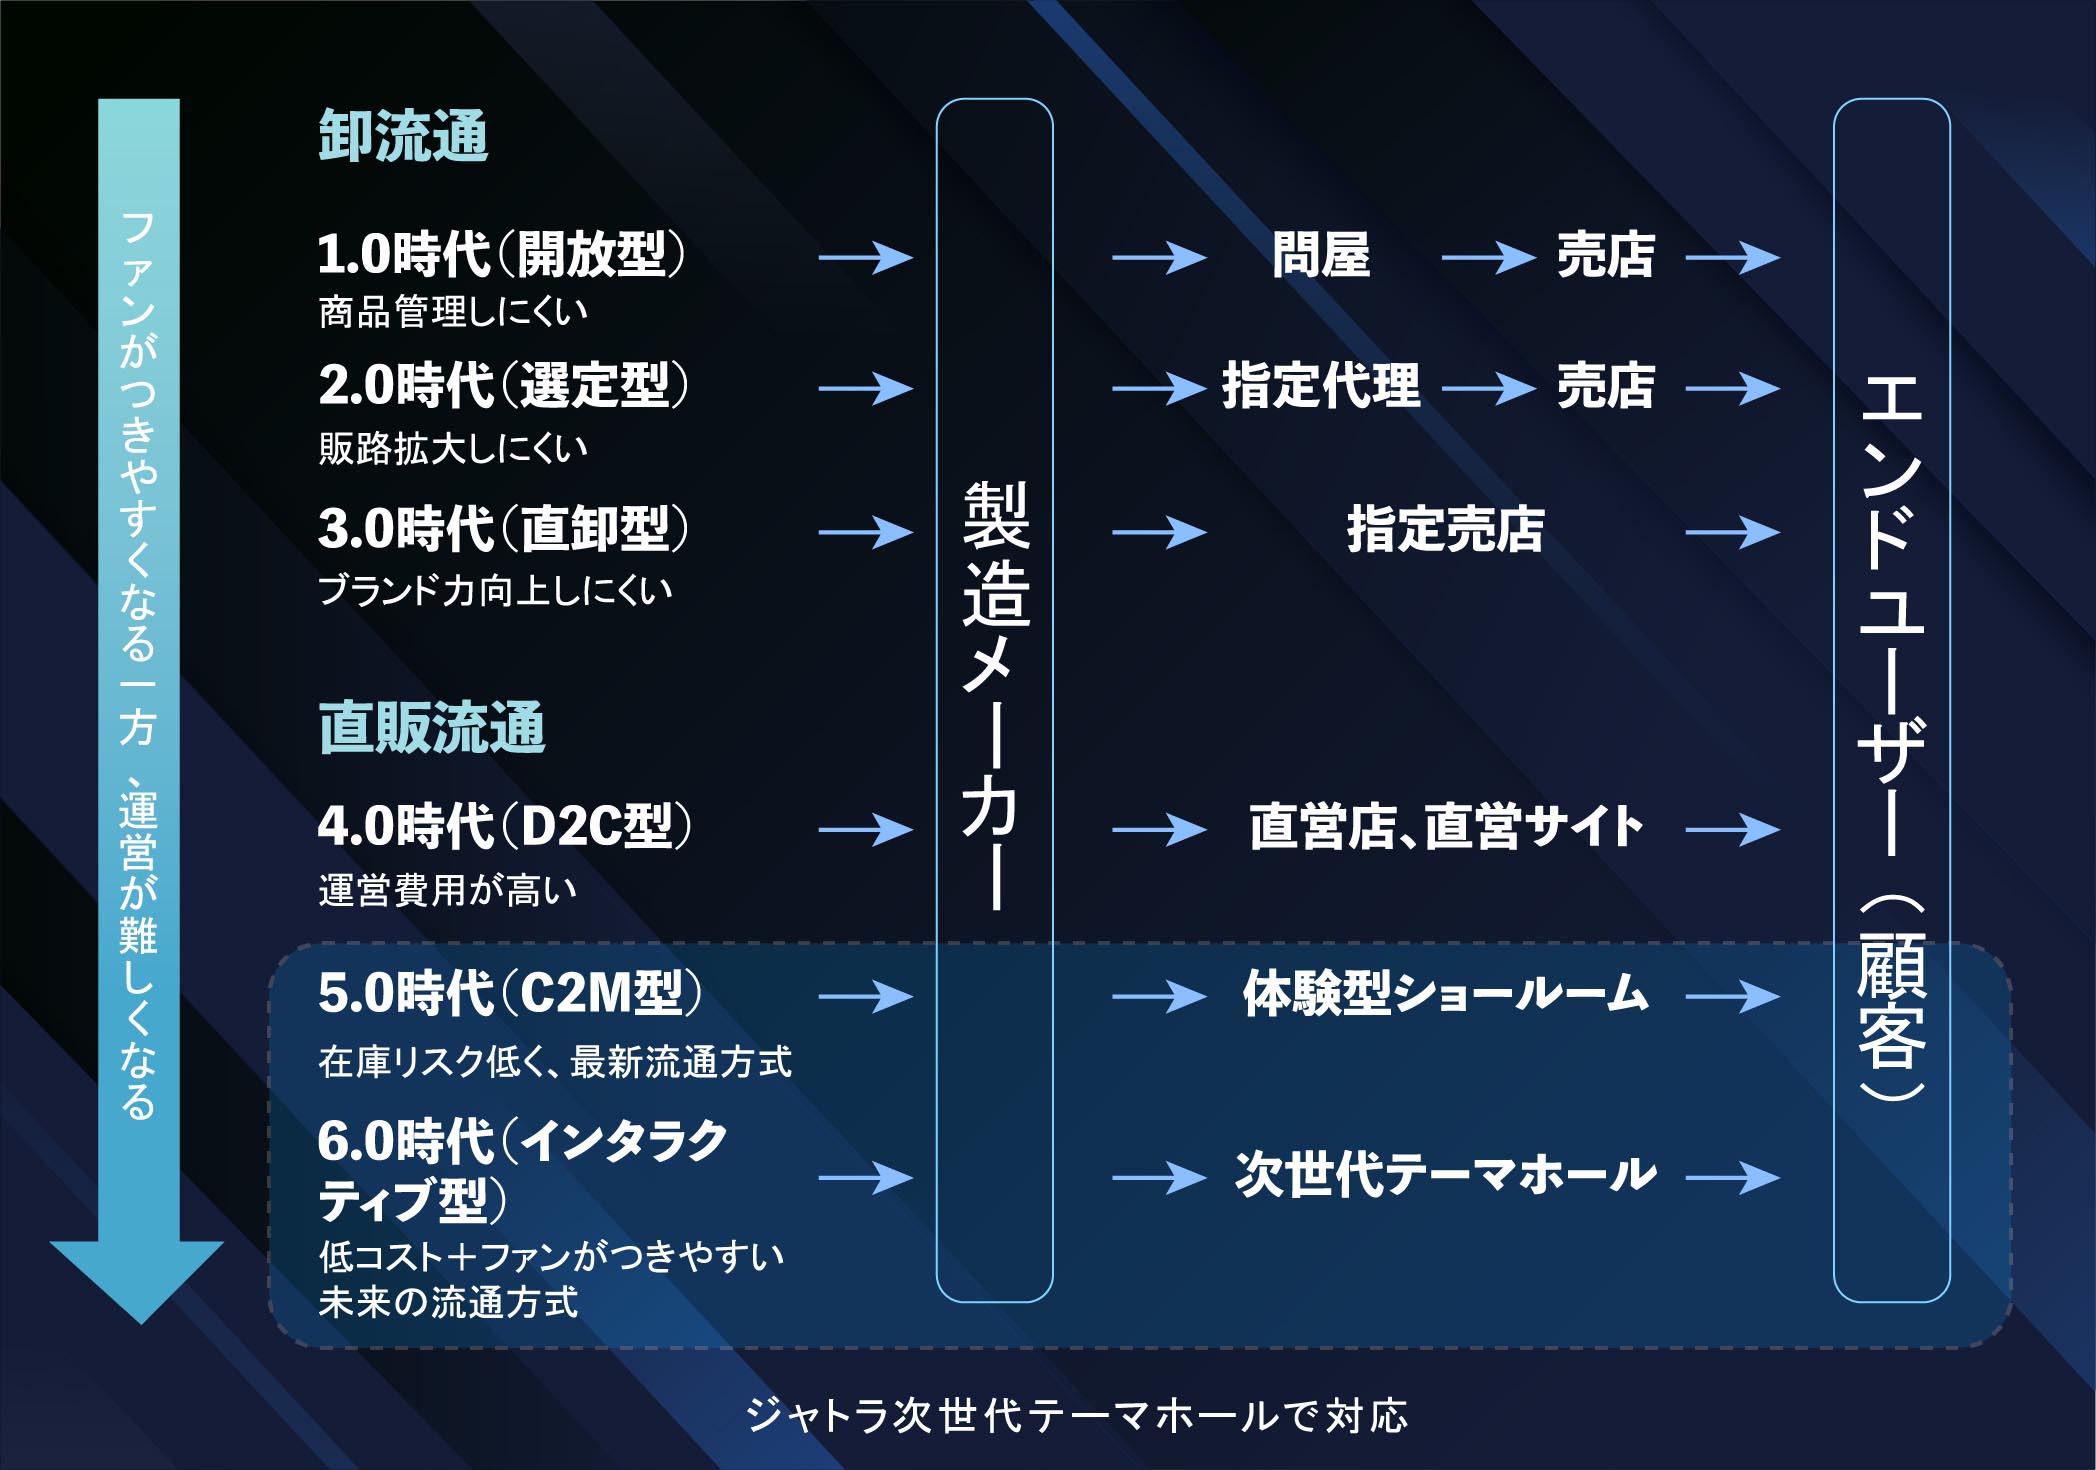 ファンがつきやすくなる一方、運営が難しくなる
卸流通
1.0時代（開放型）
商品管理しにくい
2.0時代（選定型）
販路拡大しにくい
3.0時代（直卸型）
ブランド力向上しにくい
直販流通
4.0時代（D2C型）
運営費用が高い
5.0時代（C2M型）
在庫リスク低く、最新流通方式
6.0時代（インタラク
ティブ型）
低コスト＋ファンがつきやすい
未来の流通方式
製造メーカー
問屋
売店
指定代理
売店
指定売店
直営店、直営サイト
体験型ショールーム
次世代テーマホール
エンドユーザー（顧客）
ジャトラ次世代テーマホールで対応